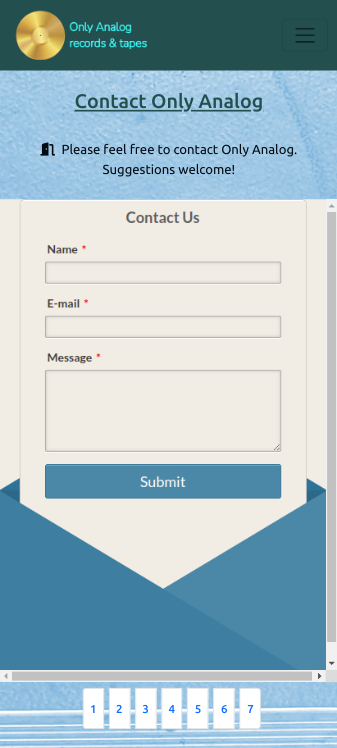 Only Analog
records & tapes
Contact Only Analog
Please feel free to contact Only Analog.
Suggestions welcome!
Contact Us
Name *
E-mail *
Message *
Submit
1 2 3 4 5 6 7